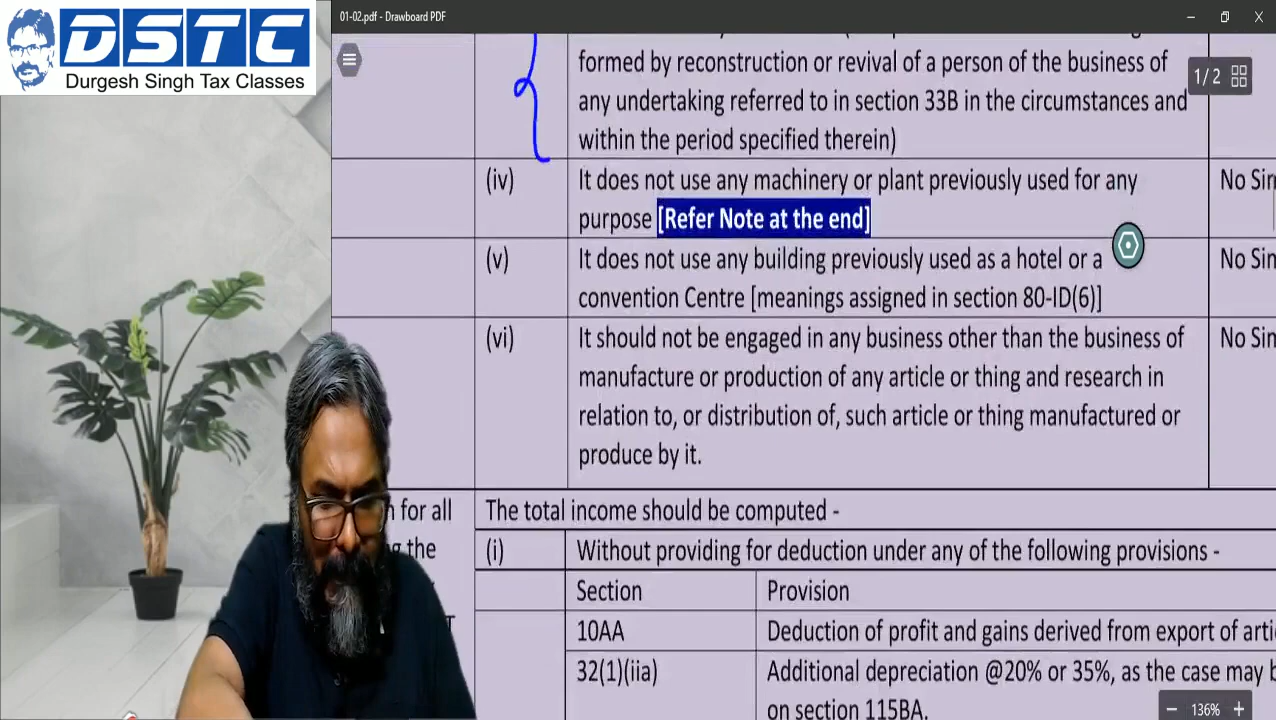 DSTC
Durgesh Singh Tax Classes
01-02.pdf - Drawboard PDF
formed by reconstruction or revival of a person of the business of
1 / 2
any undertaking referred to in section 33B in the circumstances and
within the period specified therein)
(iv) It does not use any machinery or plant previously used for any No Sim
purpose [Refer Note at the end]
(v) It does not use any building previously used as a hotel or a No Sim
convention Centre [meanings assigned in section 80-ID(6)]
(vi) It should not be engaged in any business other than the business of No Sim
manufacture or production of any article or thing and research in
relation to, or distribution of, such article or thing manufactured or
produce by it.
for all The total income should be computed -
the (i) Without providing for deduction under any of the following provisions -
Section Provision
10AA Deduction of profit and gains derived from export of arti
32(1)(iia) Additional depreciation @20% or 35%, as the case may b
on section 115BA.
136%